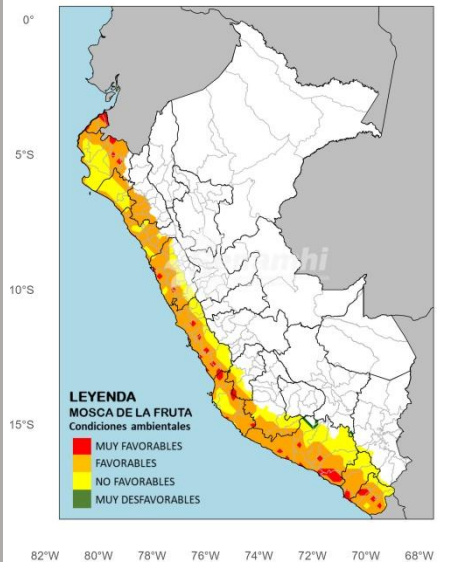 0°
5°S
10°S
15°S
LEYENDA
MOSCA DE LA FRUTA
Condiciones ambientales
MUY FAVORABLES
FAVORABLES
NO FAVORABLES
MUY DESFAVORABLES
82°W 80°W 78°W 76°W 74°W 72°W 70°W 68°W